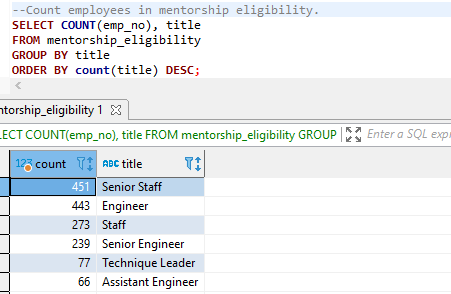 --Count employees in mentorship eligibility.
SELECT COUNT(emp_no), title
FROM mentorship_eligibility
GROUP BY title
ORDER BY count(title) DESC;
ntorship_eligibility 1
LECT COUNT(emp_no), title FROM mentorship_eligibility GROUP Enter a SQL expr
123 count ABC title
451 Senior Staff
443 Engineer
273 Staff
239 Senior Engineer
77 Technique Leader
66 Assistant Engineer